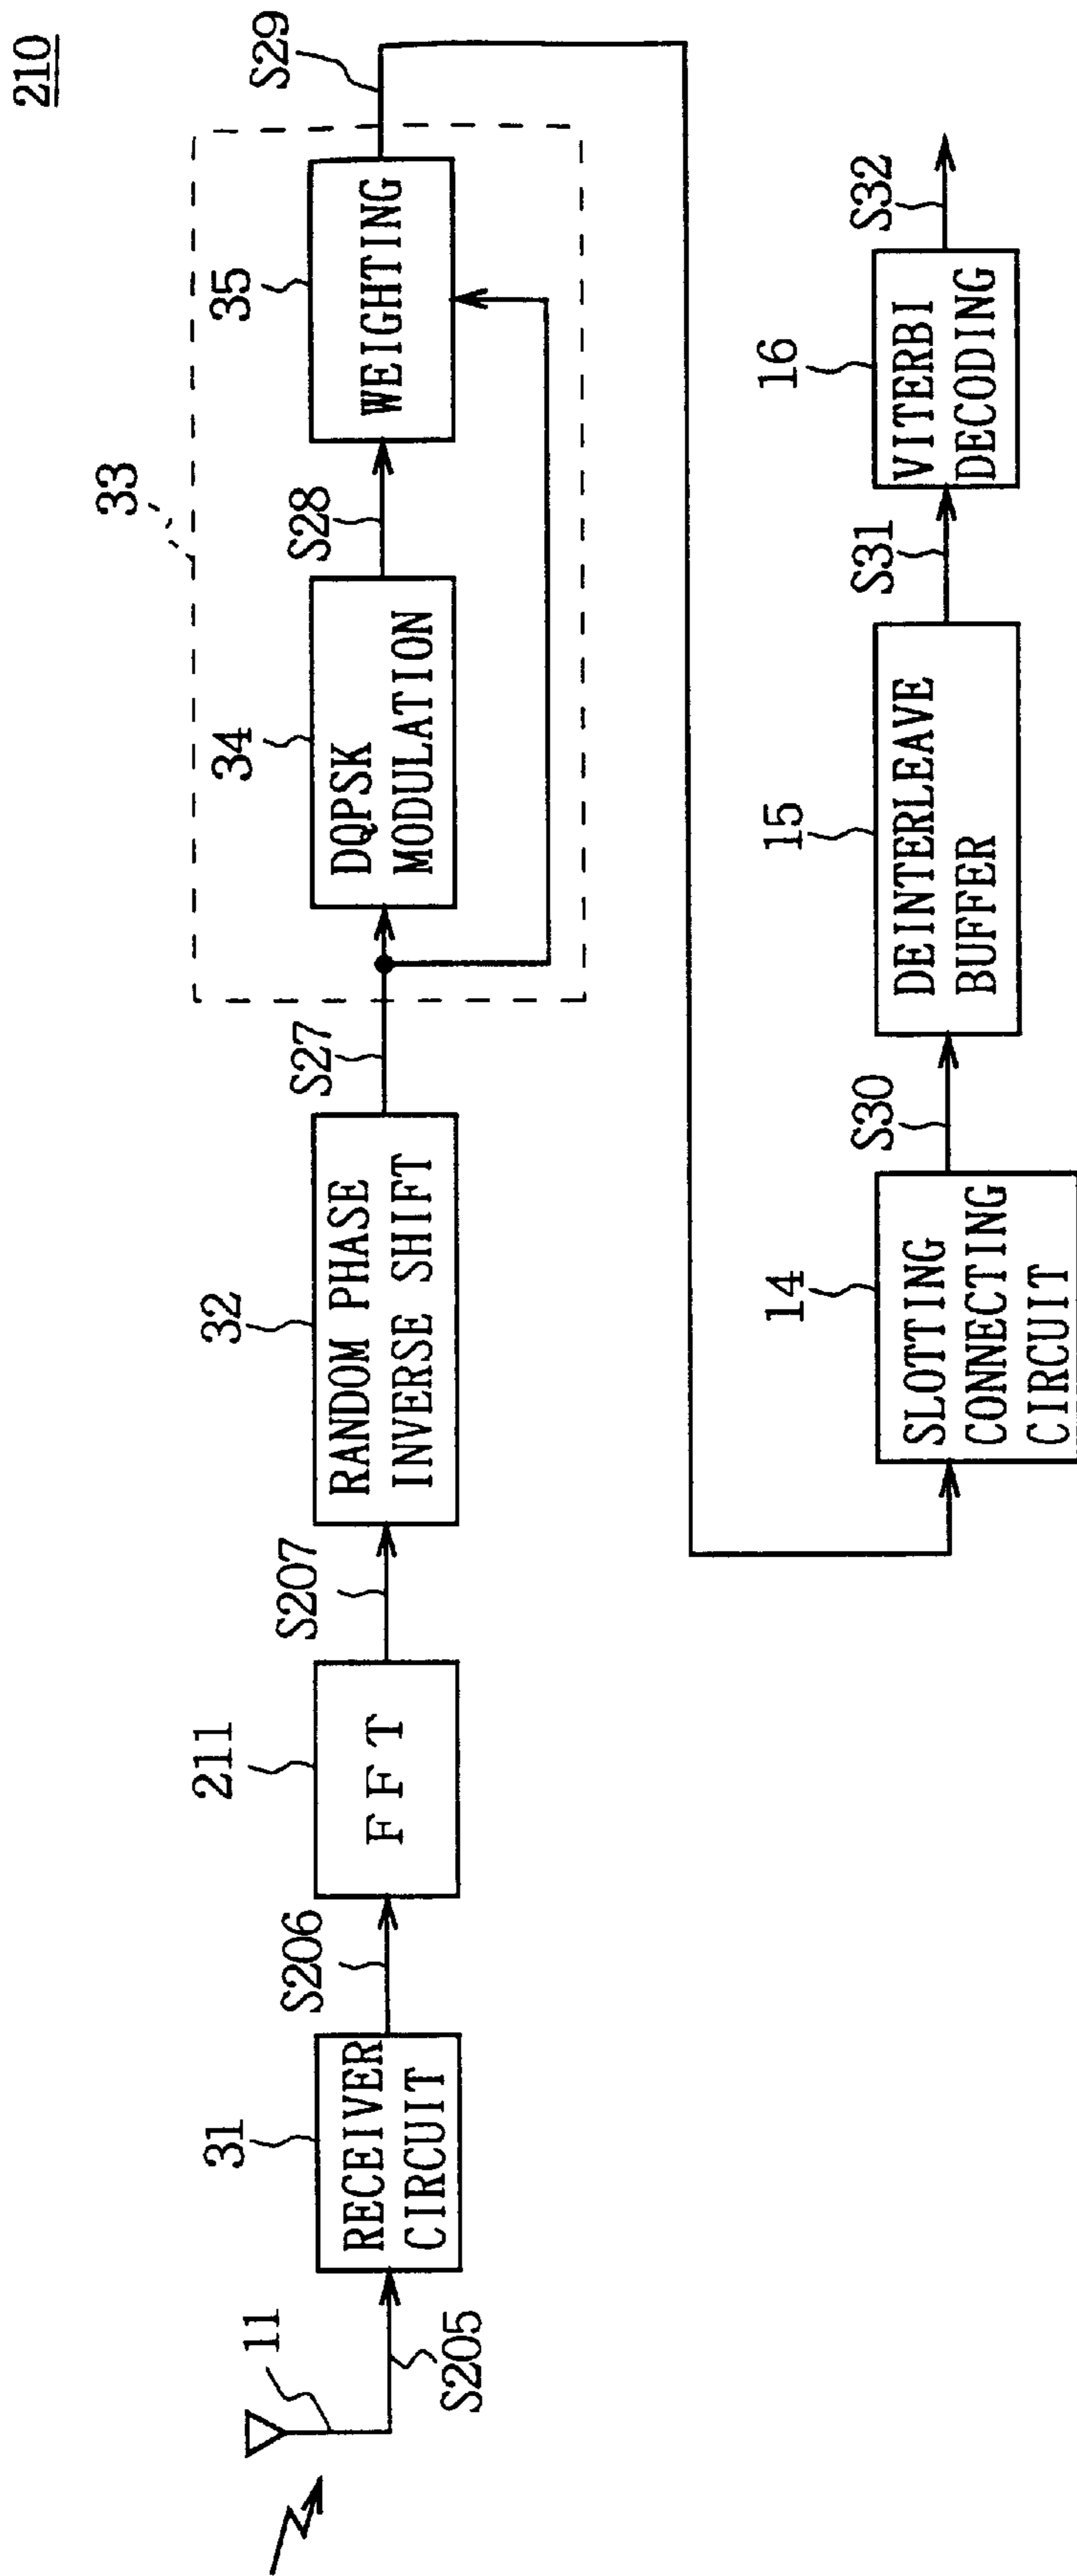 210
11
S205
31
RECEIVER
CIRCUIT
S206
211
FFT
S207
32
RANDOM PHASE
INVERSE SHIFT
S27
33
34
DQPSK
MODULATION
S28
35
WEIGHTING
S29
14
SLOTTING
CONNECTING
CIRCUIT
S30
15
DEINTERLEAVE
BUFFER
S31
16
VITERBI
DECODING
S32